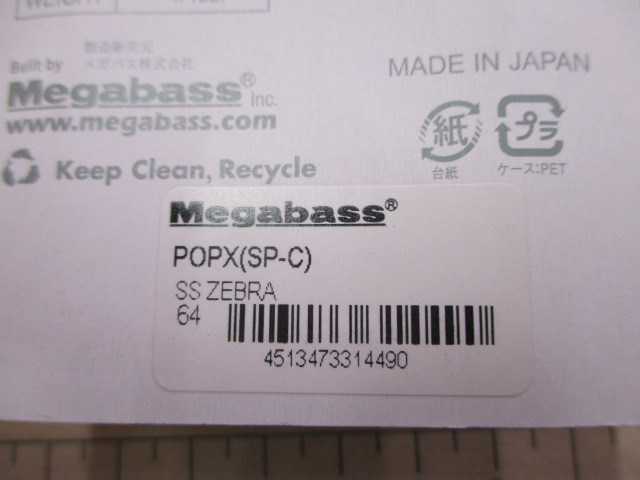 WEIGHT
製造販売元
Built by メガバス株式会社
Megabass® Inc.
www.megabass.com
Keep Clean, Recycle
MADE IN JAPAN
紙 プラ
台紙 ケース:PET
Megabass®
POPX(SP-C)
SS ZEBRA
64
4513473314490